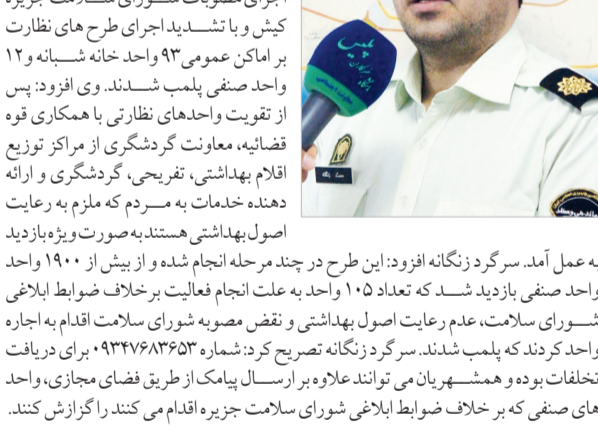 اجرای مصوبات شورای سلامت جزیره
کیش و با تشدید اجرای طرح های نظارت
بر اماکن عمومی۹۳ واحد خانه شبانه و۱۲
واحد صنفی پلمب شدند. وی افزود: پس
از تقویت واحدهای نظارتی با همکاری قوه
قضائیه، معاونت گردشگری از مراکز توزیع
اقلام بهداشتی، تفریحی، گردشگری و ارائه
دهنده خدمات به مردم که ملزم به رعایت
اصول بهداشتی هستند به صورت ویژه بازدید
به عمل آمد. سرگرد زنگانه افزود: این طرح در چند مرحله انجام شده و از بیش از ۱۹۰۰ واحد
واحد صنفی بازدید شد که تعداد ۱۰۵ واحد به علت انجام فعالیت برخلاف ضوابط ابلاغی
شورای سلامت، عدم رعایت اصول بهداشتی و نقض مصوبه شورای سلامت اقدام به اجاره
واحد کردند که پلمب شدند. سرگرد زنگانه تصریح کرد: شماره ۰۹۳۴۷۶۸۳۶۵۳ برای دریافت
تخلفات بوده و همشهریان می توانند علاوه بر ارسال پیامک از طریق فضای مجازی، واحد
های صنفی که بر خلاف ضوابط ابلاغی شورای سلامت جزیره اقدام می کنند را گزارش کنند.